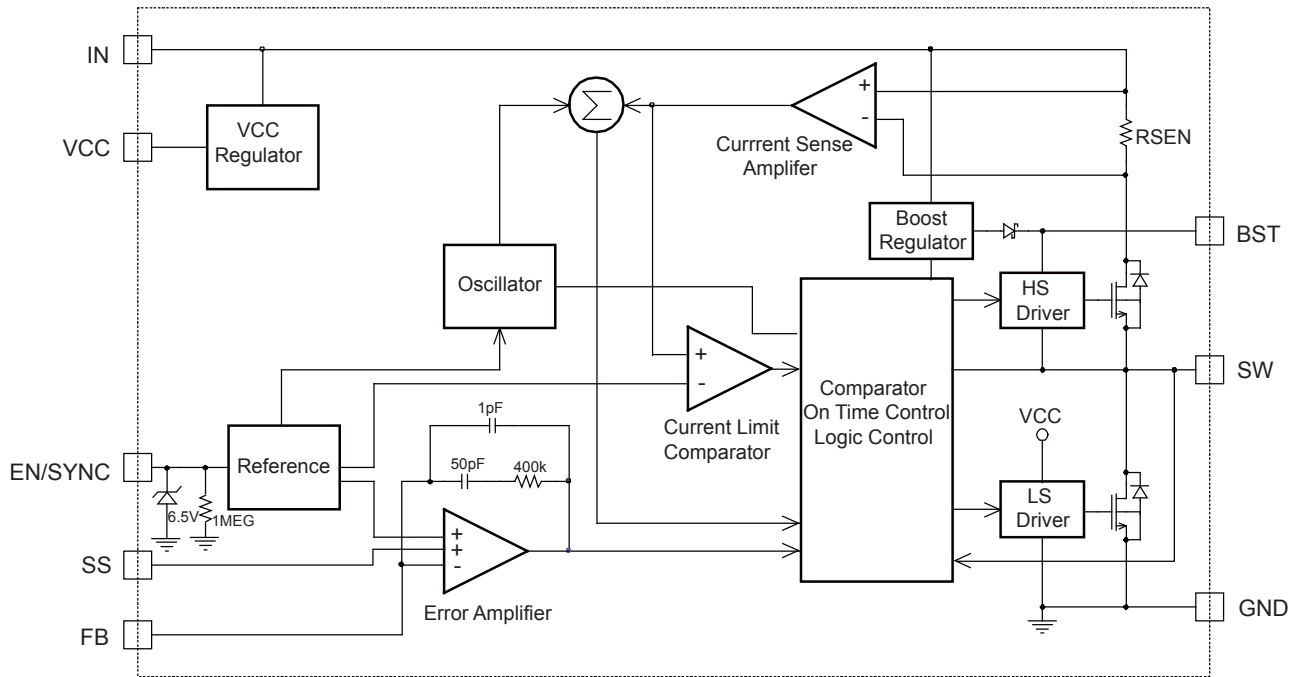 IN
VCC
Regulator
VCC
Σ
+
-
Currrent Sense
Amplifer
RSEN
Boost
Regulator
BST
Oscillator
HS
Driver
+
-
SW
Comparator
On Time Control
Logic Control
Current Limit
Comparator
VCC
1pF
EN/SYNC
Reference
50pF
400k
LS
Driver
6.5V
1MEG
+
+
-
SS
Error Amplifier
GND
FB